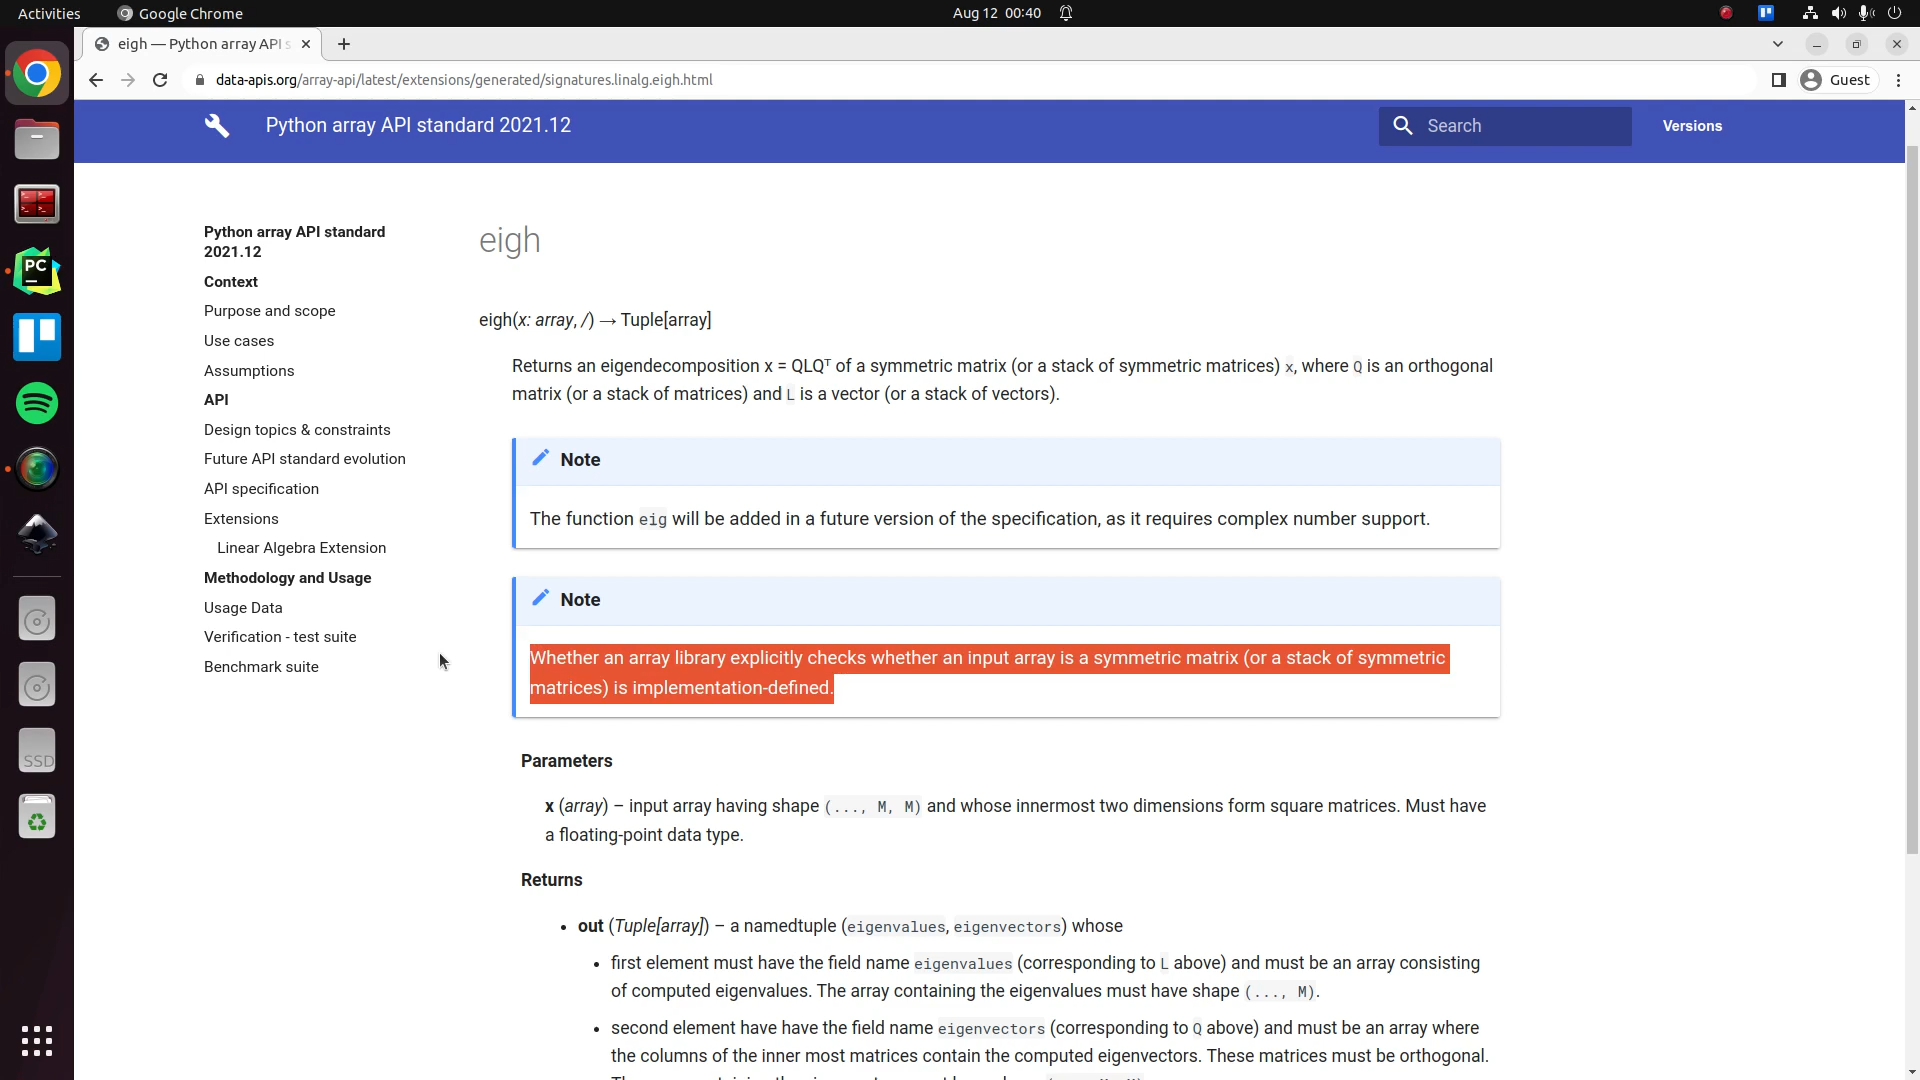 Activities
Google Chrome
Aug 12 00:40
eigh — Python array API s
data-apis.org/array-api/latest/extensions/generated/signatures.linalg.eigh.html
Guest
Python array API standard 2021.12
Search
Versions
Python array API standard
2021.12
Context
Purpose and scope
Use cases
Assumptions
API
Design topics & constraints
Future API standard evolution
API specification
Extensions
Linear Algebra Extension
Methodology and Usage
Usage Data
Verification - test suite
Benchmark suite
eigh
eigh(x: array, /) → Tuple[array]
Returns an eigendecomposition x = QLQᵀ of a symmetric matrix (or a stack of symmetric matrices) x, where Q is an orthogonal
matrix (or a stack of matrices) and L is a vector (or a stack of vectors).
Note
The function eig will be added in a future version of the specification, as it requires complex number support.
Note
Whether an array library explicitly checks whether an input array is a symmetric matrix (or a stack of symmetric
matrices) is implementation-defined.
Parameters
x (array) – input array having shape (..., M, M) and whose innermost two dimensions form square matrices. Must have
a floating-point data type.
Returns
• out (Tuple[array]) – a namedtuple (eigenvalues, eigenvectors) whose
• first element must have the field name eigenvalues (corresponding to L above) and must be an array consisting
of computed eigenvalues. The array containing the eigenvalues must have shape (..., M).
• second element have have the field name eigenvectors (corresponding to Q above) and must be an array where
the columns of the inner most matrices contain the computed eigenvectors. These matrices must be orthogonal.
PC
SSD